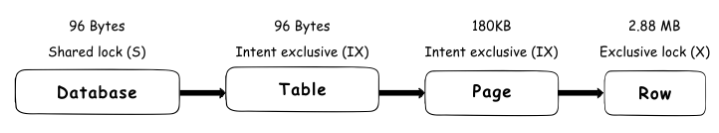 96 Bytes
Shared lock (S)
Database
96 Bytes
Intent exclusive (IX)
Table
180KB
Intent exclusive (IX)
Page
2.88 MB
Exclusive lock (X)
Row